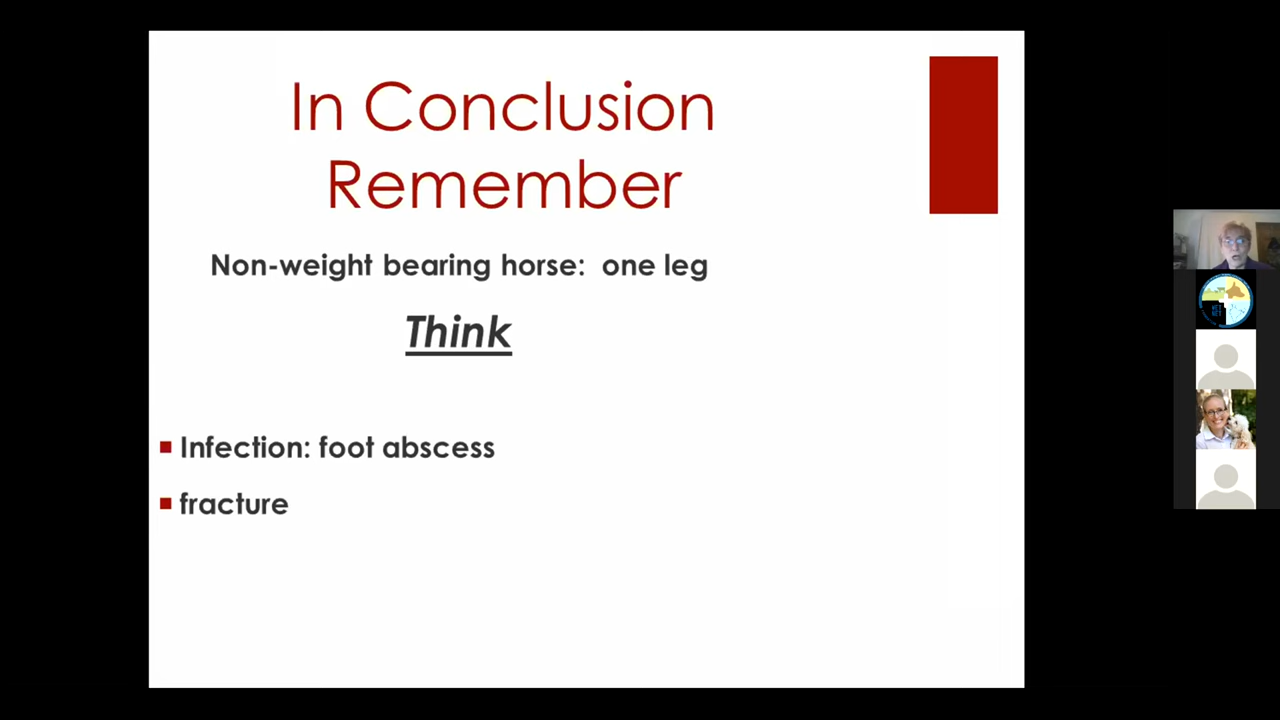 In Conclusion
Remember
Non-weight bearing horse: one leg
Think
Infection: foot abscess
fracture